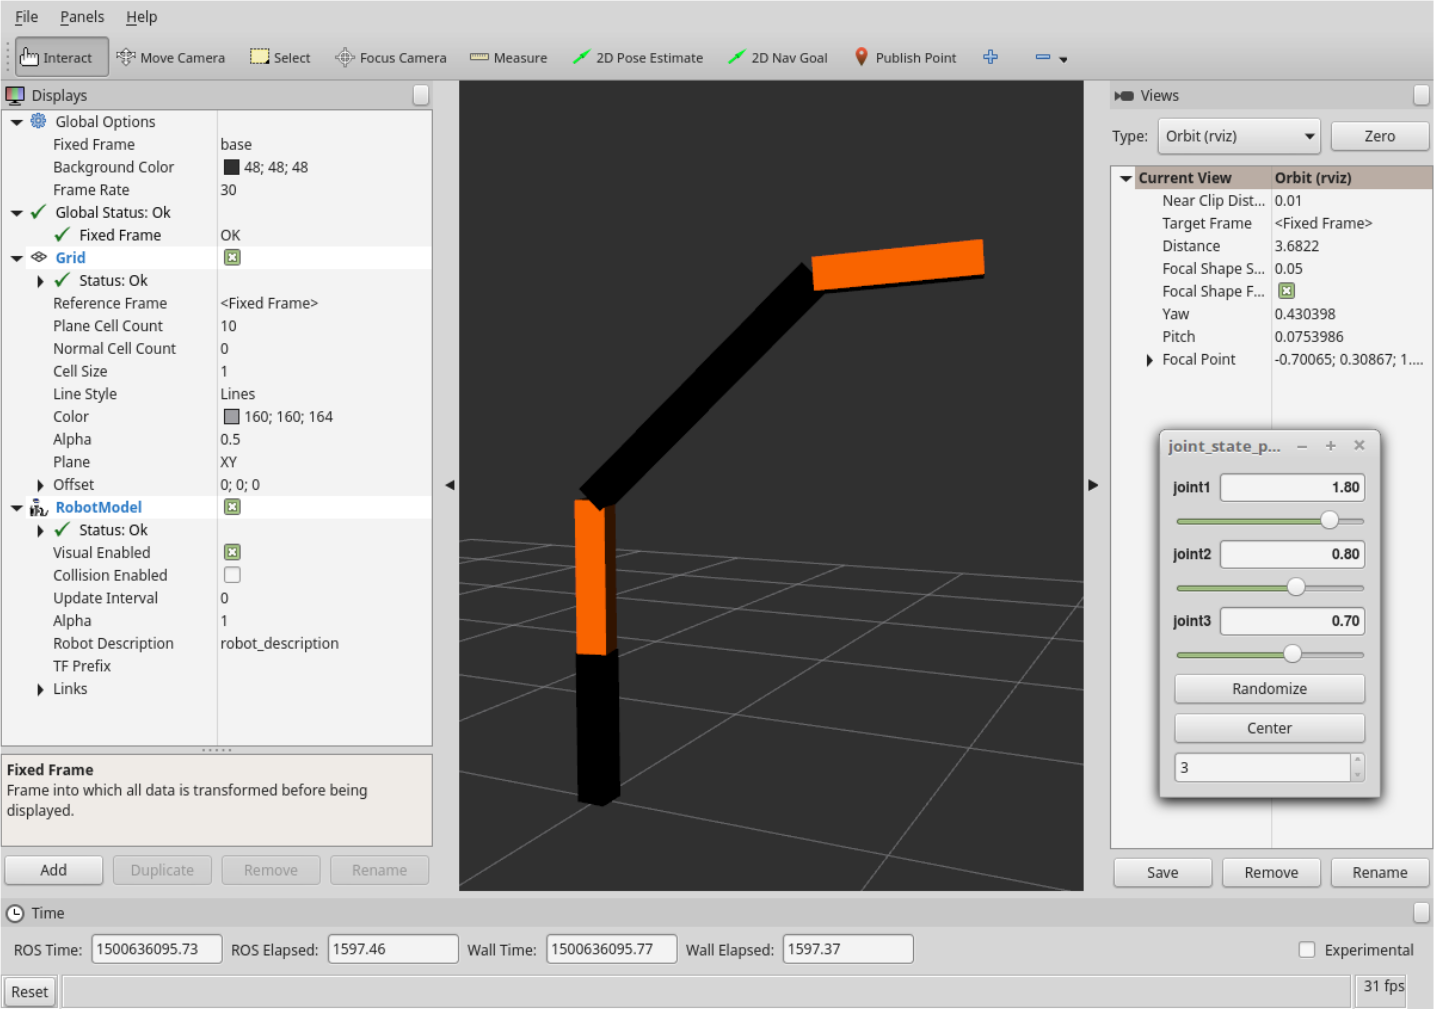 File Panels Help
Interact Move Camera Select Focus Camera Measure 2D Pose Estimate 2D Nav Goal Publish Point
Displays
Global Options
Fixed Frame base
Background Color 48; 48; 48
Frame Rate 30
Global Status: Ok
Fixed Frame OK
Grid
Status: Ok
Reference Frame <Fixed Frame>
Plane Cell Count 10
Normal Cell Count 0
Cell Size 1
Line Style Lines
Color 160; 160; 164
Alpha 0.5
Plane XY
Offset 0; 0; 0
RobotModel
Status: Ok
Visual Enabled
Collision Enabled
Update Interval 0
Alpha 1
Robot Description robot_description
TF Prefix
Links
Fixed Frame
Frame into which all data is transformed before being
displayed.
Add Duplicate Remove Rename
Views
Type: Orbit (rviz) Zero
Current View Orbit (rviz)
Near Clip Dist... 0.01
Target Frame <Fixed Frame>
Distance 3.6822
Focal Shape S... 0.05
Focal Shape F...
Yaw 0.430398
Pitch 0.0753986
Focal Point -0.70065; 0.30867; 1....
joint_state_p...
joint1 1.80
joint2 0.80
joint3 0.70
Randomize
Center
3
Save Remove Rename
Time
ROS Time: 1500636095.73 ROS Elapsed: 1597.46 Wall Time: 1500636095.77 Wall Elapsed: 1597.37 Experimental
Reset 31 fps